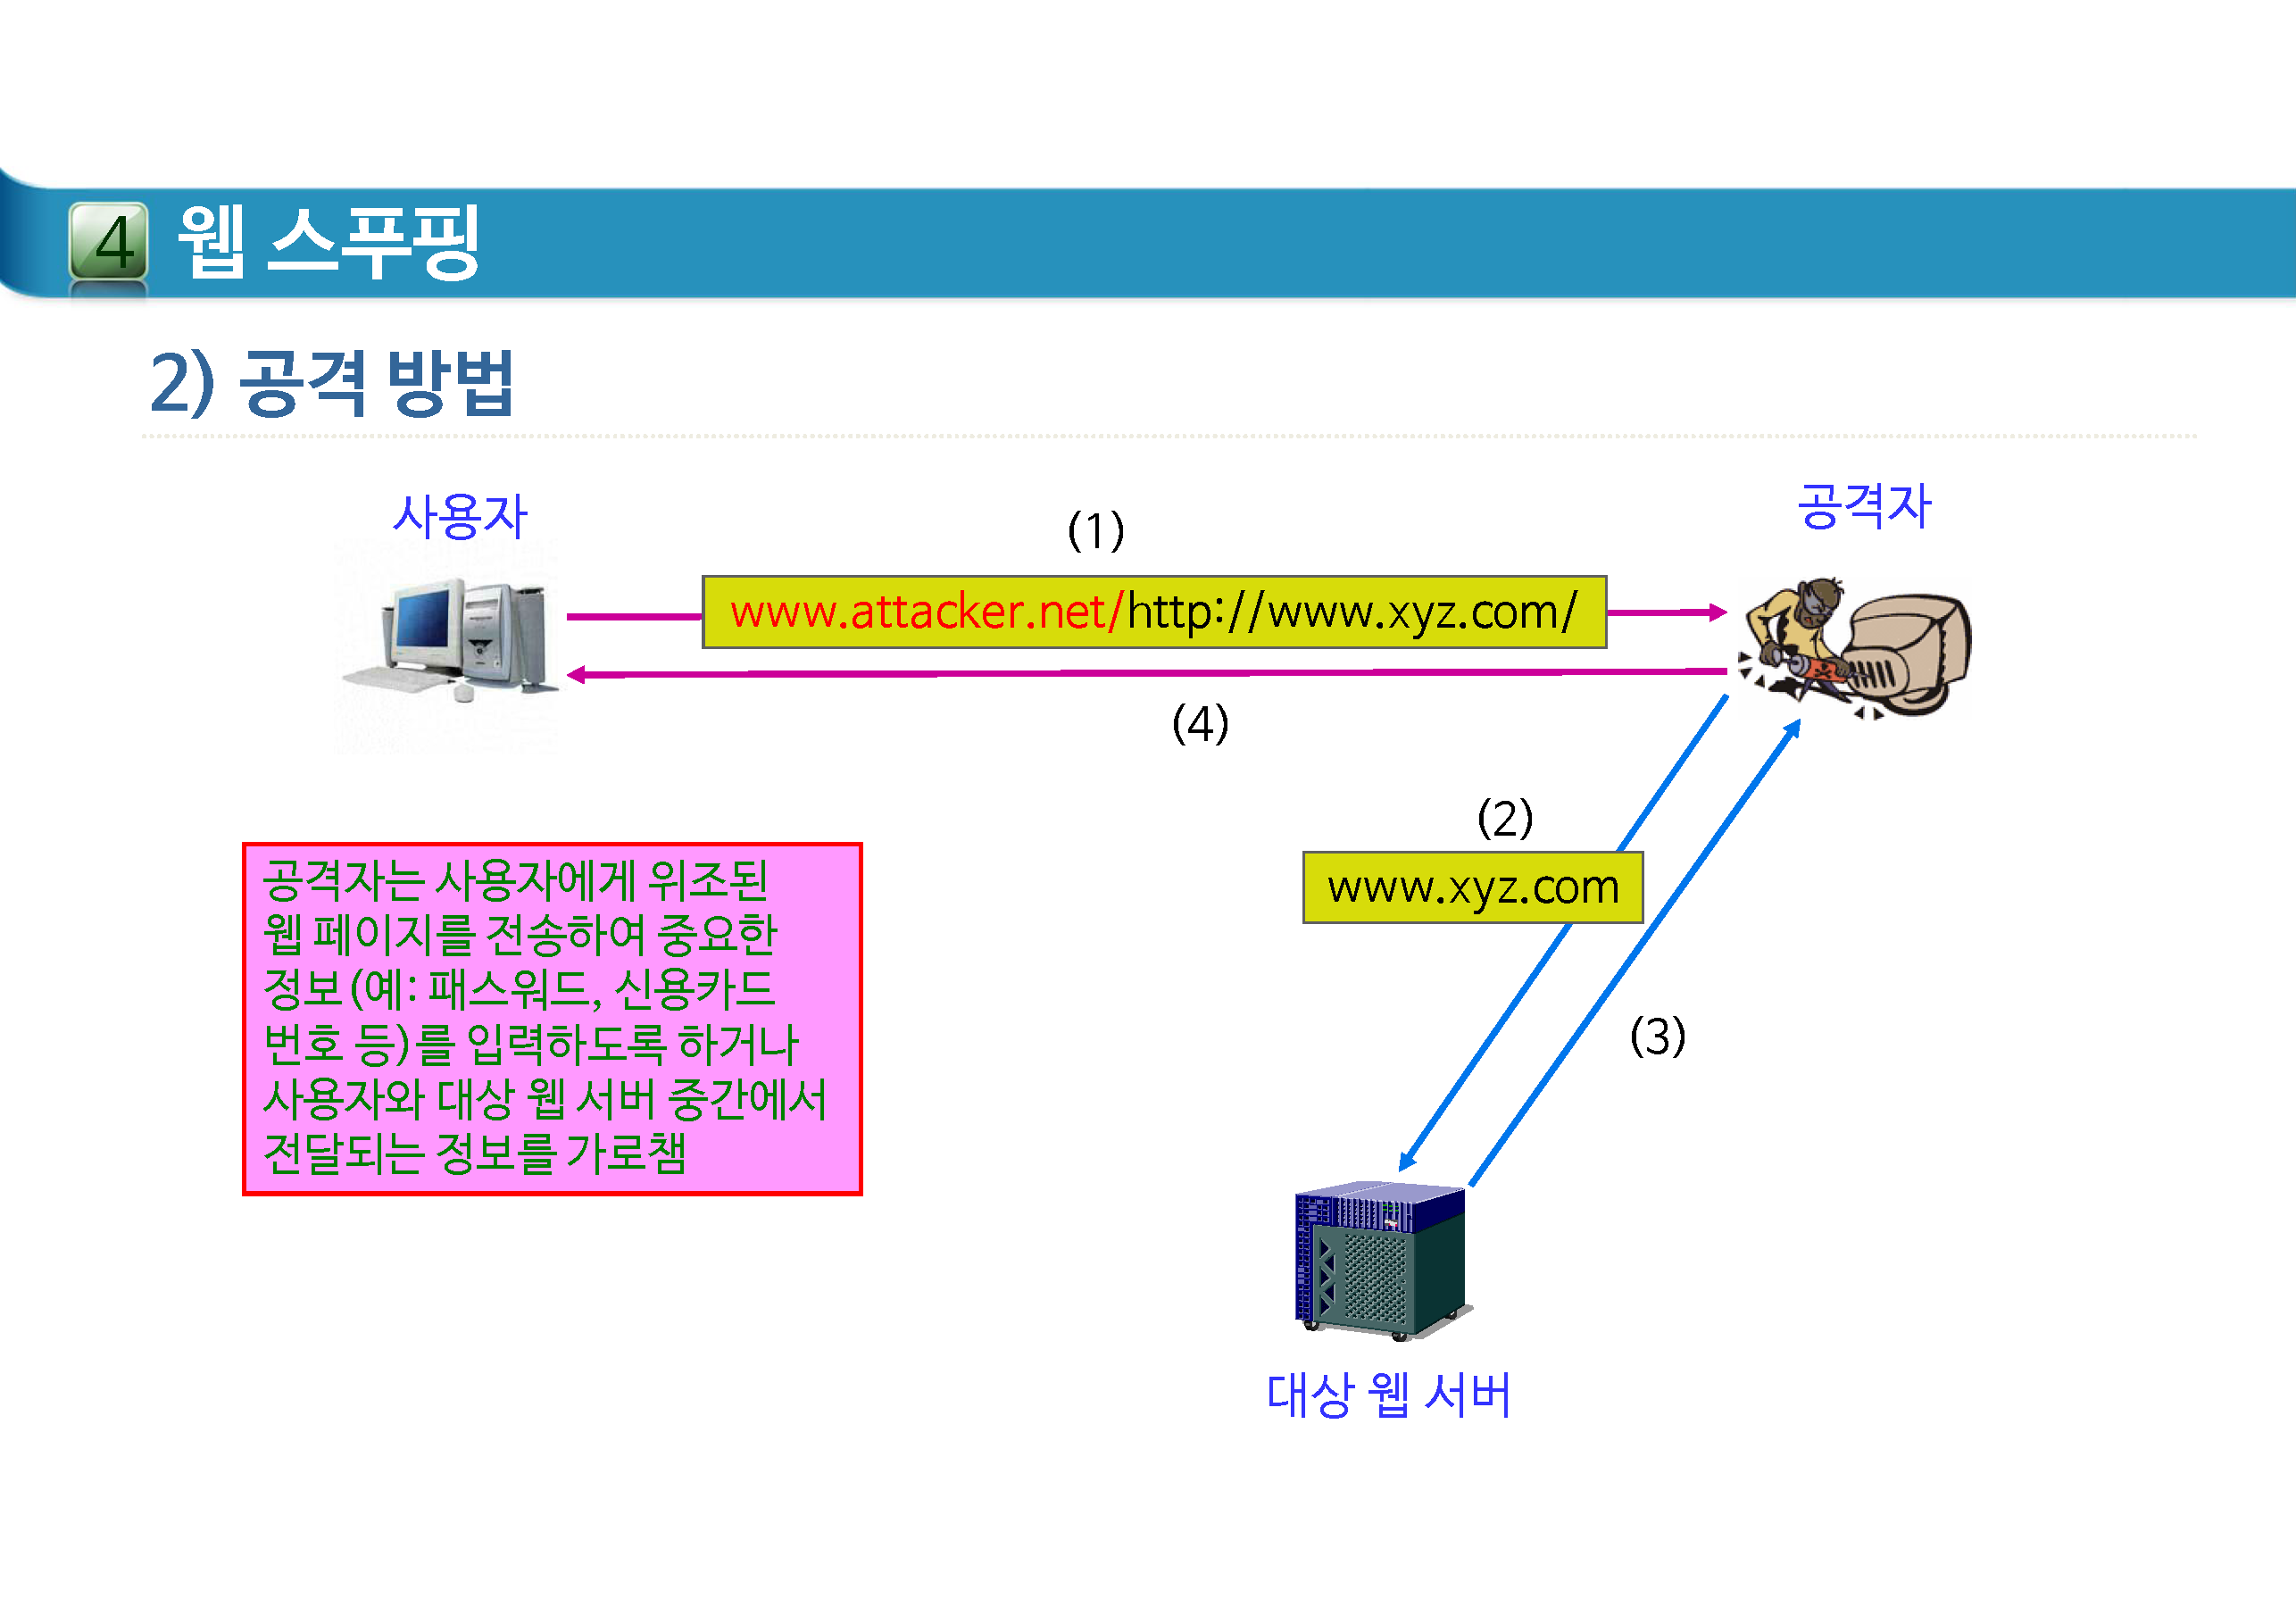 4 웹 스푸핑
2) 공격 방법
사용자
공격자
(1)
www.attacker.net/http://www.xyz.com/
(4)
(2)
www.xyz.com
(3)
공격자는 사용자에게 위조된
웹 페이지를 전송하여 중요한
정보(예: 패스워드, 신용카드
번호 등)를 입력하도록 하거나
사용자와 대상 웹 서버 중간에서
전달되는 정보를 가로챔
대상 웹 서버